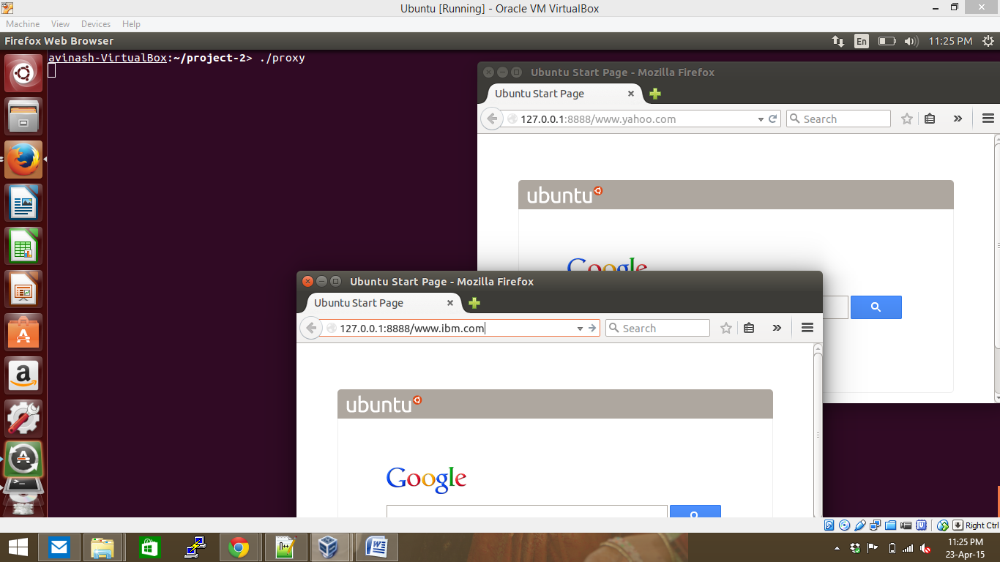 Ubuntu [Running] - Oracle VM VirtualBox
Machine View Devices Help
Firefox Web Browser En 11:25 PM
avinash-VirtualBox:~/project-2> ./proxy
Ubuntu Start Page - Mozilla Firefox
Ubuntu Start Page
127.0.0.1:8888/www.yahoo.com Search
ubuntu
Google
Ubuntu Start Page - Mozilla Firefox
Ubuntu Start Page
127.0.0.1:8888/www.ibm.com Search
ubuntu
Google
a
Right Ctrl
11:25 PM
23-Apr-15